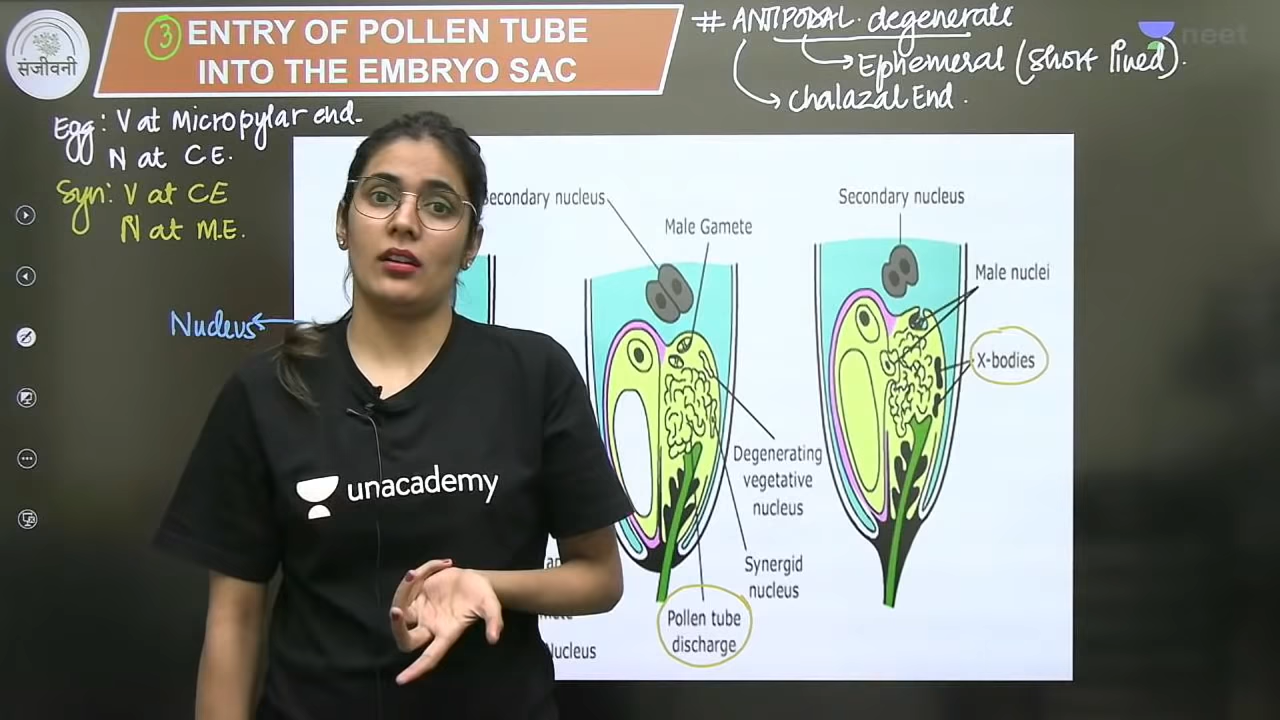 संजीवनी
3 ENTRY OF POLLEN TUBE
INTO THE EMBRYO SAC
# ANTIPODAL degenerate
Ephemeral (short lived).
Chalazal End.
neet
Egg: V at Micropylar end.
N at C.E.
Syn: V at CE
N at M.E.
Nucleus
Secondary nucleus
Male Gamete
Secondary nucleus
Male nuclei
X-bodies
Degenerating
vegetative
nucleus
Synergid
nucleus
Pollen tube
discharge
Nucleus
unacademy